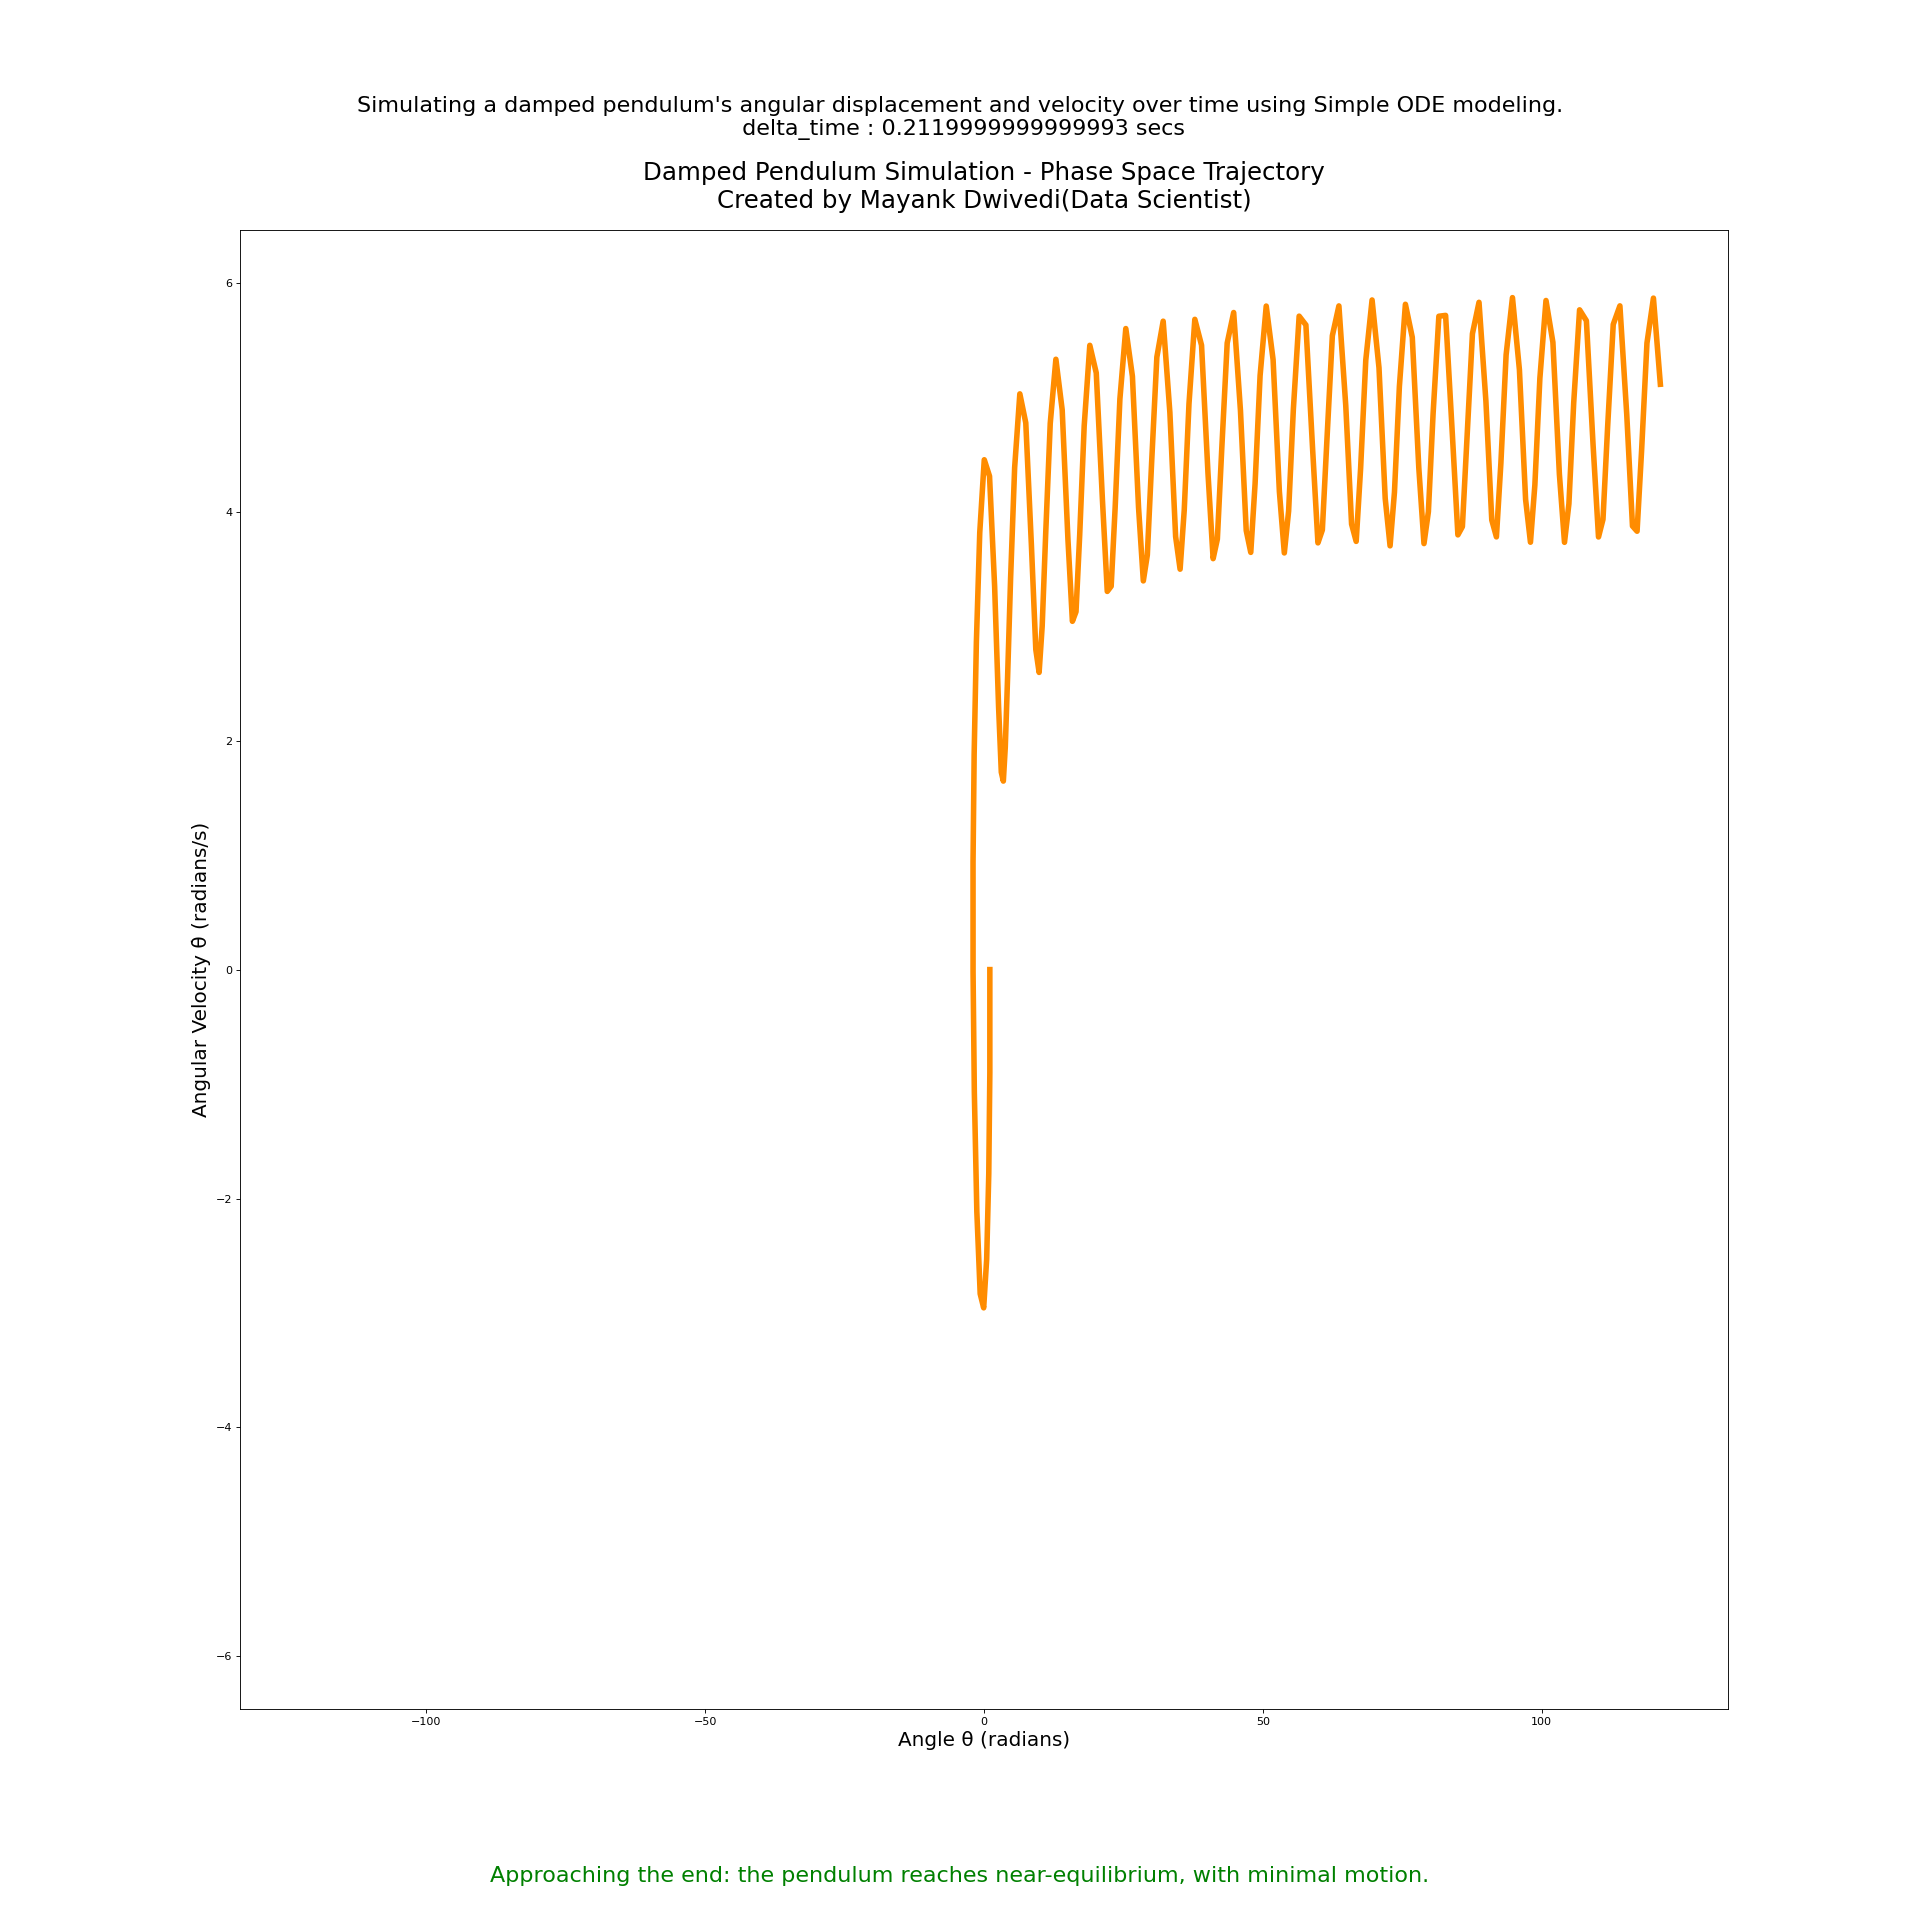 Simulating a damped pendulum's angular displacement and velocity over time using Simple ODE modeling.
delta_time : 0.2119999999999993 secs
Damped Pendulum Simulation - Phase Space Trajectory
Created by Mayank Dwivedi(Data Scientist)
6
4
2
0
−2
−4
−6
Angular Velocity θ̇ (radians/s)
−100
−50
0
50
100
Angle θ (radians)
Approaching the end: the pendulum reaches near-equilibrium, with minimal motion.